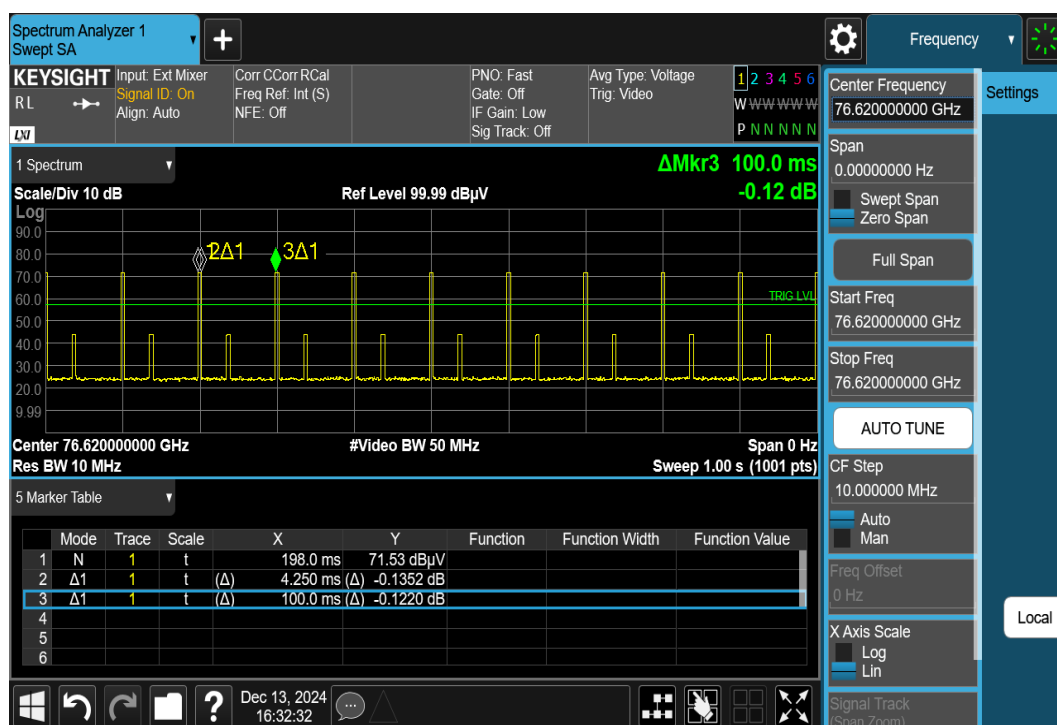 Spectrum Analyzer 1
Swept SA
Frequency
KEYSIGHT
R L
LXI
Input: Ext Mixer
Signal ID: On
Align: Auto
Corr CCorr RCal
Freq Ref: Int (S)
NFE: Off
PNO: Fast
Gate: Off
IF Gain: Low
Sig Track: Off
Avg Type: Voltage
Trig: Video
1 2 3 4 5 6
W W W W W W
P N N N N N
1 Spectrum
ΔMkr3 100.0 ms
-0.12 dB
Scale/Div 10 dB
Ref Level 99.99 dBµV
Log
90.0
80.0
70.0
60.0
50.0
40.0
30.0
20.0
9.99
2Δ1
3Δ1
TRIG LVL
Center 76.620000000 GHz
#Video BW 50 MHz
Span 0 Hz
Res BW 10 MHz
Sweep 1.00 s (1001 pts)
5 Marker Table
Mode Trace Scale X Y Function Function Width Function Value
1 N 1 t 198.0 ms 71.53 dBµV
2 Δ1 1 t (Δ) 4.250 ms (Δ) -0.1352 dB
3 Δ1 1 t (Δ) 100.0 ms (Δ) -0.1220 dB
4
5
6
Dec 13, 2024
16:32:32
Center Frequency
76.620000000 GHz
Settings
Span
0.00000000 Hz
Swept Span
Zero Span
Full Span
Start Freq
76.620000000 GHz
Stop Freq
76.620000000 GHz
AUTO TUNE
CF Step
10.000000 MHz
Auto
Man
Freq Offset
0 Hz
Local
X Axis Scale
Log
Lin
Signal Track
(Span Zoom)